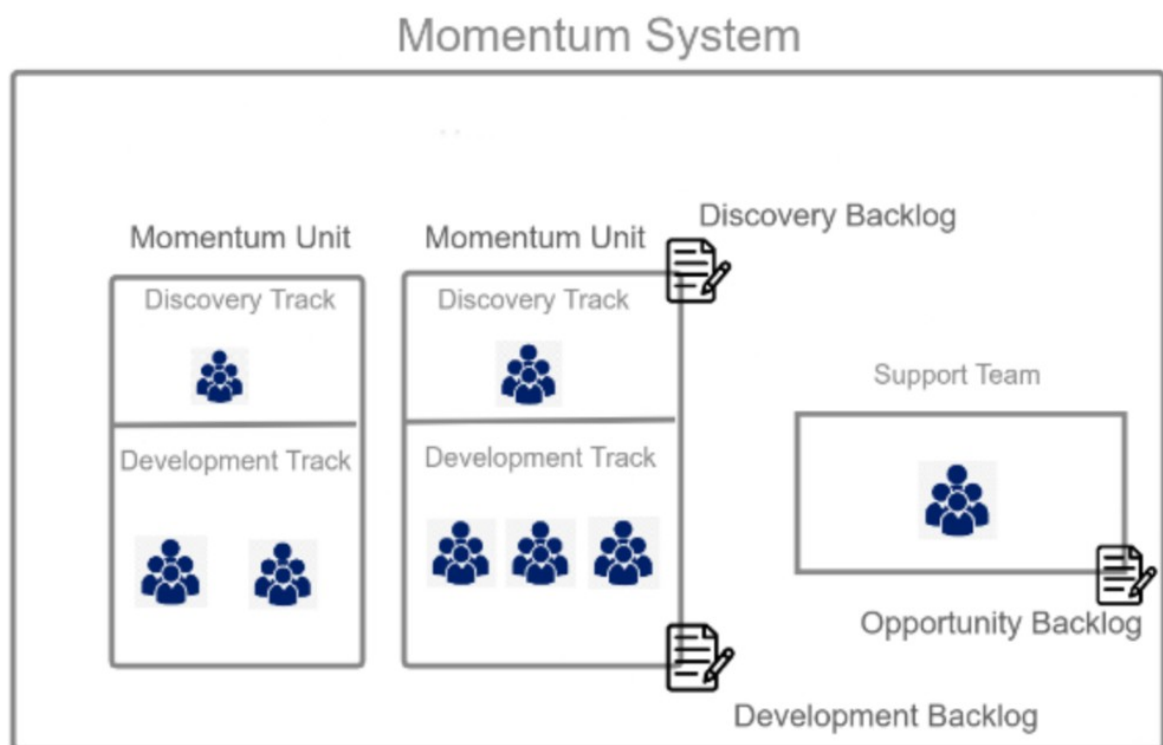 Momentum System
Discovery Backlog
Momentum Unit
Momentum Unit
Discovery Track
Discovery Track
Support Team
Development Track
Development Track
Opportunity Backlog
Development Backlog